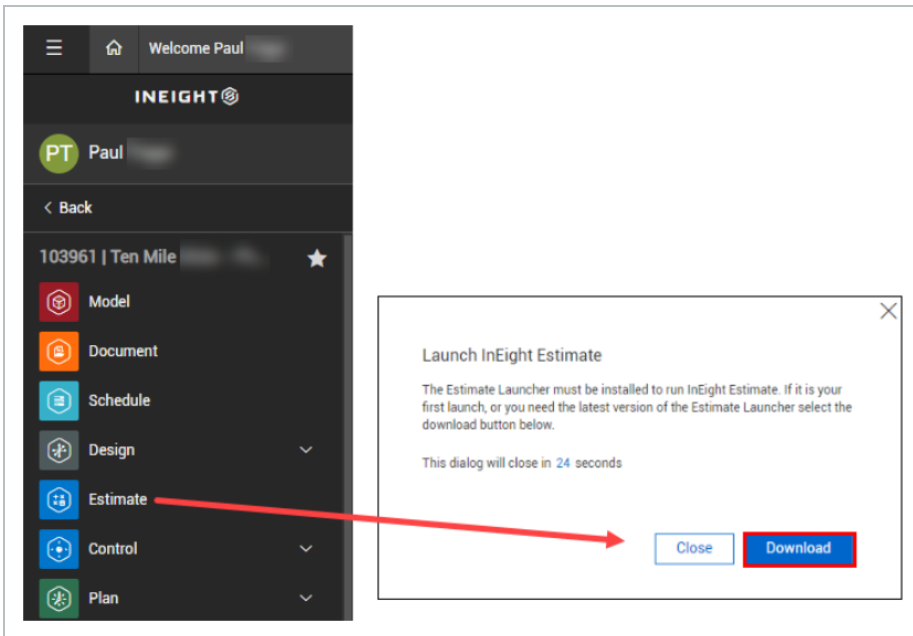 Welcome Paul
INEIGHT
PT Paul
< Back
103961 | Ten Mile
Model
Document
Schedule
Design
Estimate
Control
Plan
Launch InEight Estimate
The Estimate Launcher must be installed to run InEight Estimate. If it is your
first launch, or you need the latest version of the Estimate Launcher select the
download button below.
This dialog will close in 24 seconds
Close Download